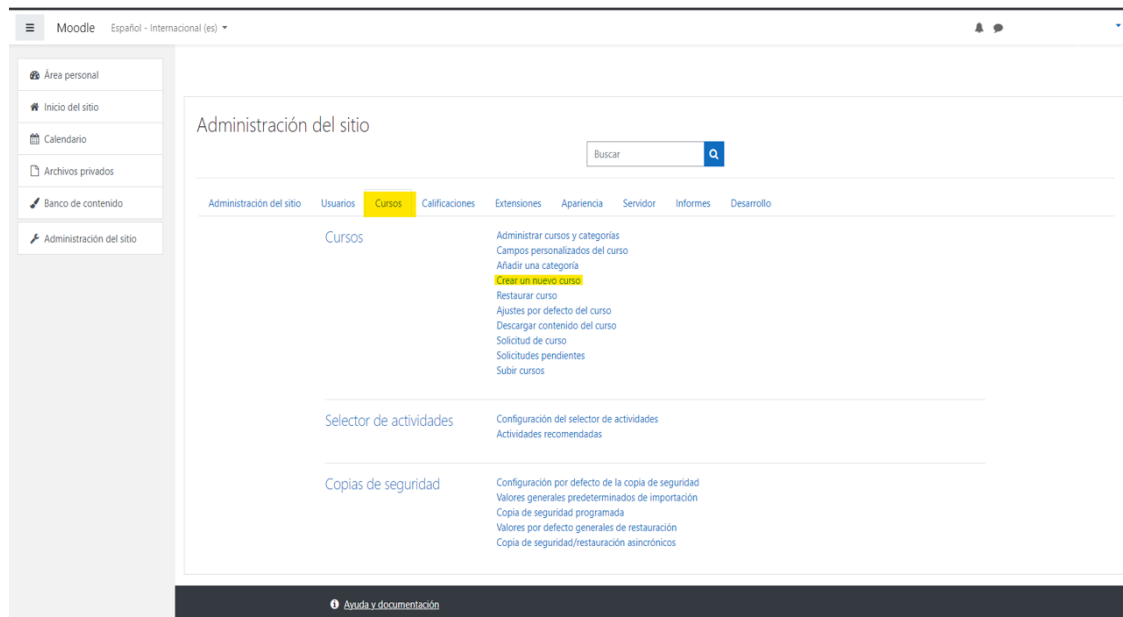 Moodle Español - Internacional (es)
Área personal
Inicio del sitio
Calendario
Archivos privados
Banco de contenido
Administración del sitio
Administración del sitio
Buscar
Administración del sitio Usuarios Cursos Calificaciones Extensiones Apariencia Servidor Informes Desarrollo
Cursos
Administrar cursos y categorías
Campos personalizados del curso
Añadir una categoría
Crear un nuevo curso
Restaurar curso
Ajustes por defecto del curso
Descargar contenido del curso
Solicitud de curso
Solicitudes pendientes
Subir cursos
Selector de actividades
Configuración del selector de actividades
Actividades recomendadas
Copias de seguridad
Configuración por defecto de la copia de seguridad
Valores generales predeterminados de importación
Copia de seguridad programada
Valores por defecto generales de restauración
Copia de seguridad/restauración asincrónicos
Ayuda y documentación